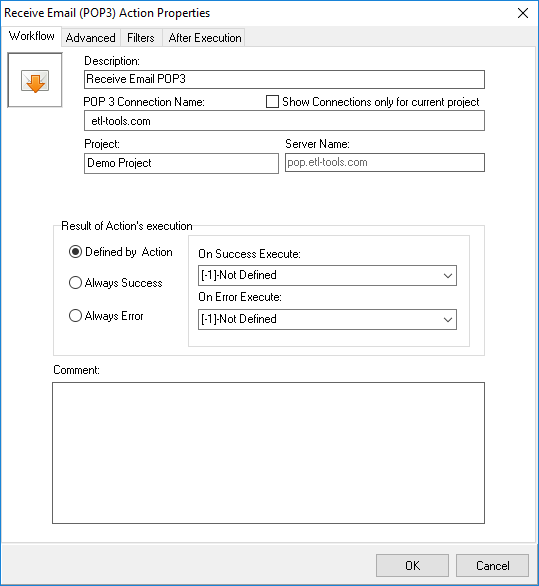 Receive Email (POP3) Action Properties
Workflow Advanced Filters After Execution
Description:
Receive Email POP3
POP 3 Connection Name: Show Connections only for current project
etl-tools.com
Project: Server Name:
Demo Project pop.etl-tools.com
Result of Action's execution
Defined by Action
On Success Execute:
[-1]-Not Defined
Always Success
On Error Execute:
[-1]-Not Defined
Always Error
Comment:
OK Cancel